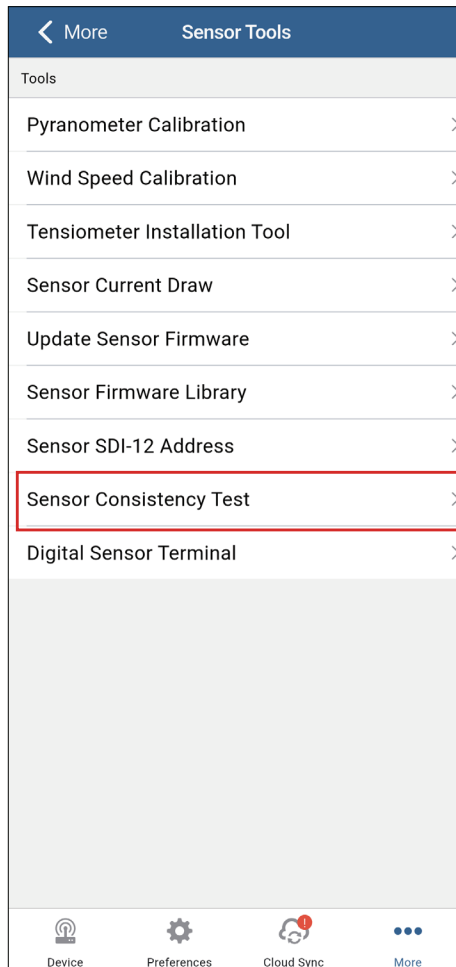 More
Sensor Tools
Tools
Pyranometer Calibration
Wind Speed Calibration
Tensiometer Installation Tool
Sensor Current Draw
Update Sensor Firmware
Sensor Firmware Library
Sensor SDI-12 Address
Sensor Consistency Test
Digital Sensor Terminal
!
Device
Preferences
Cloud Sync
More